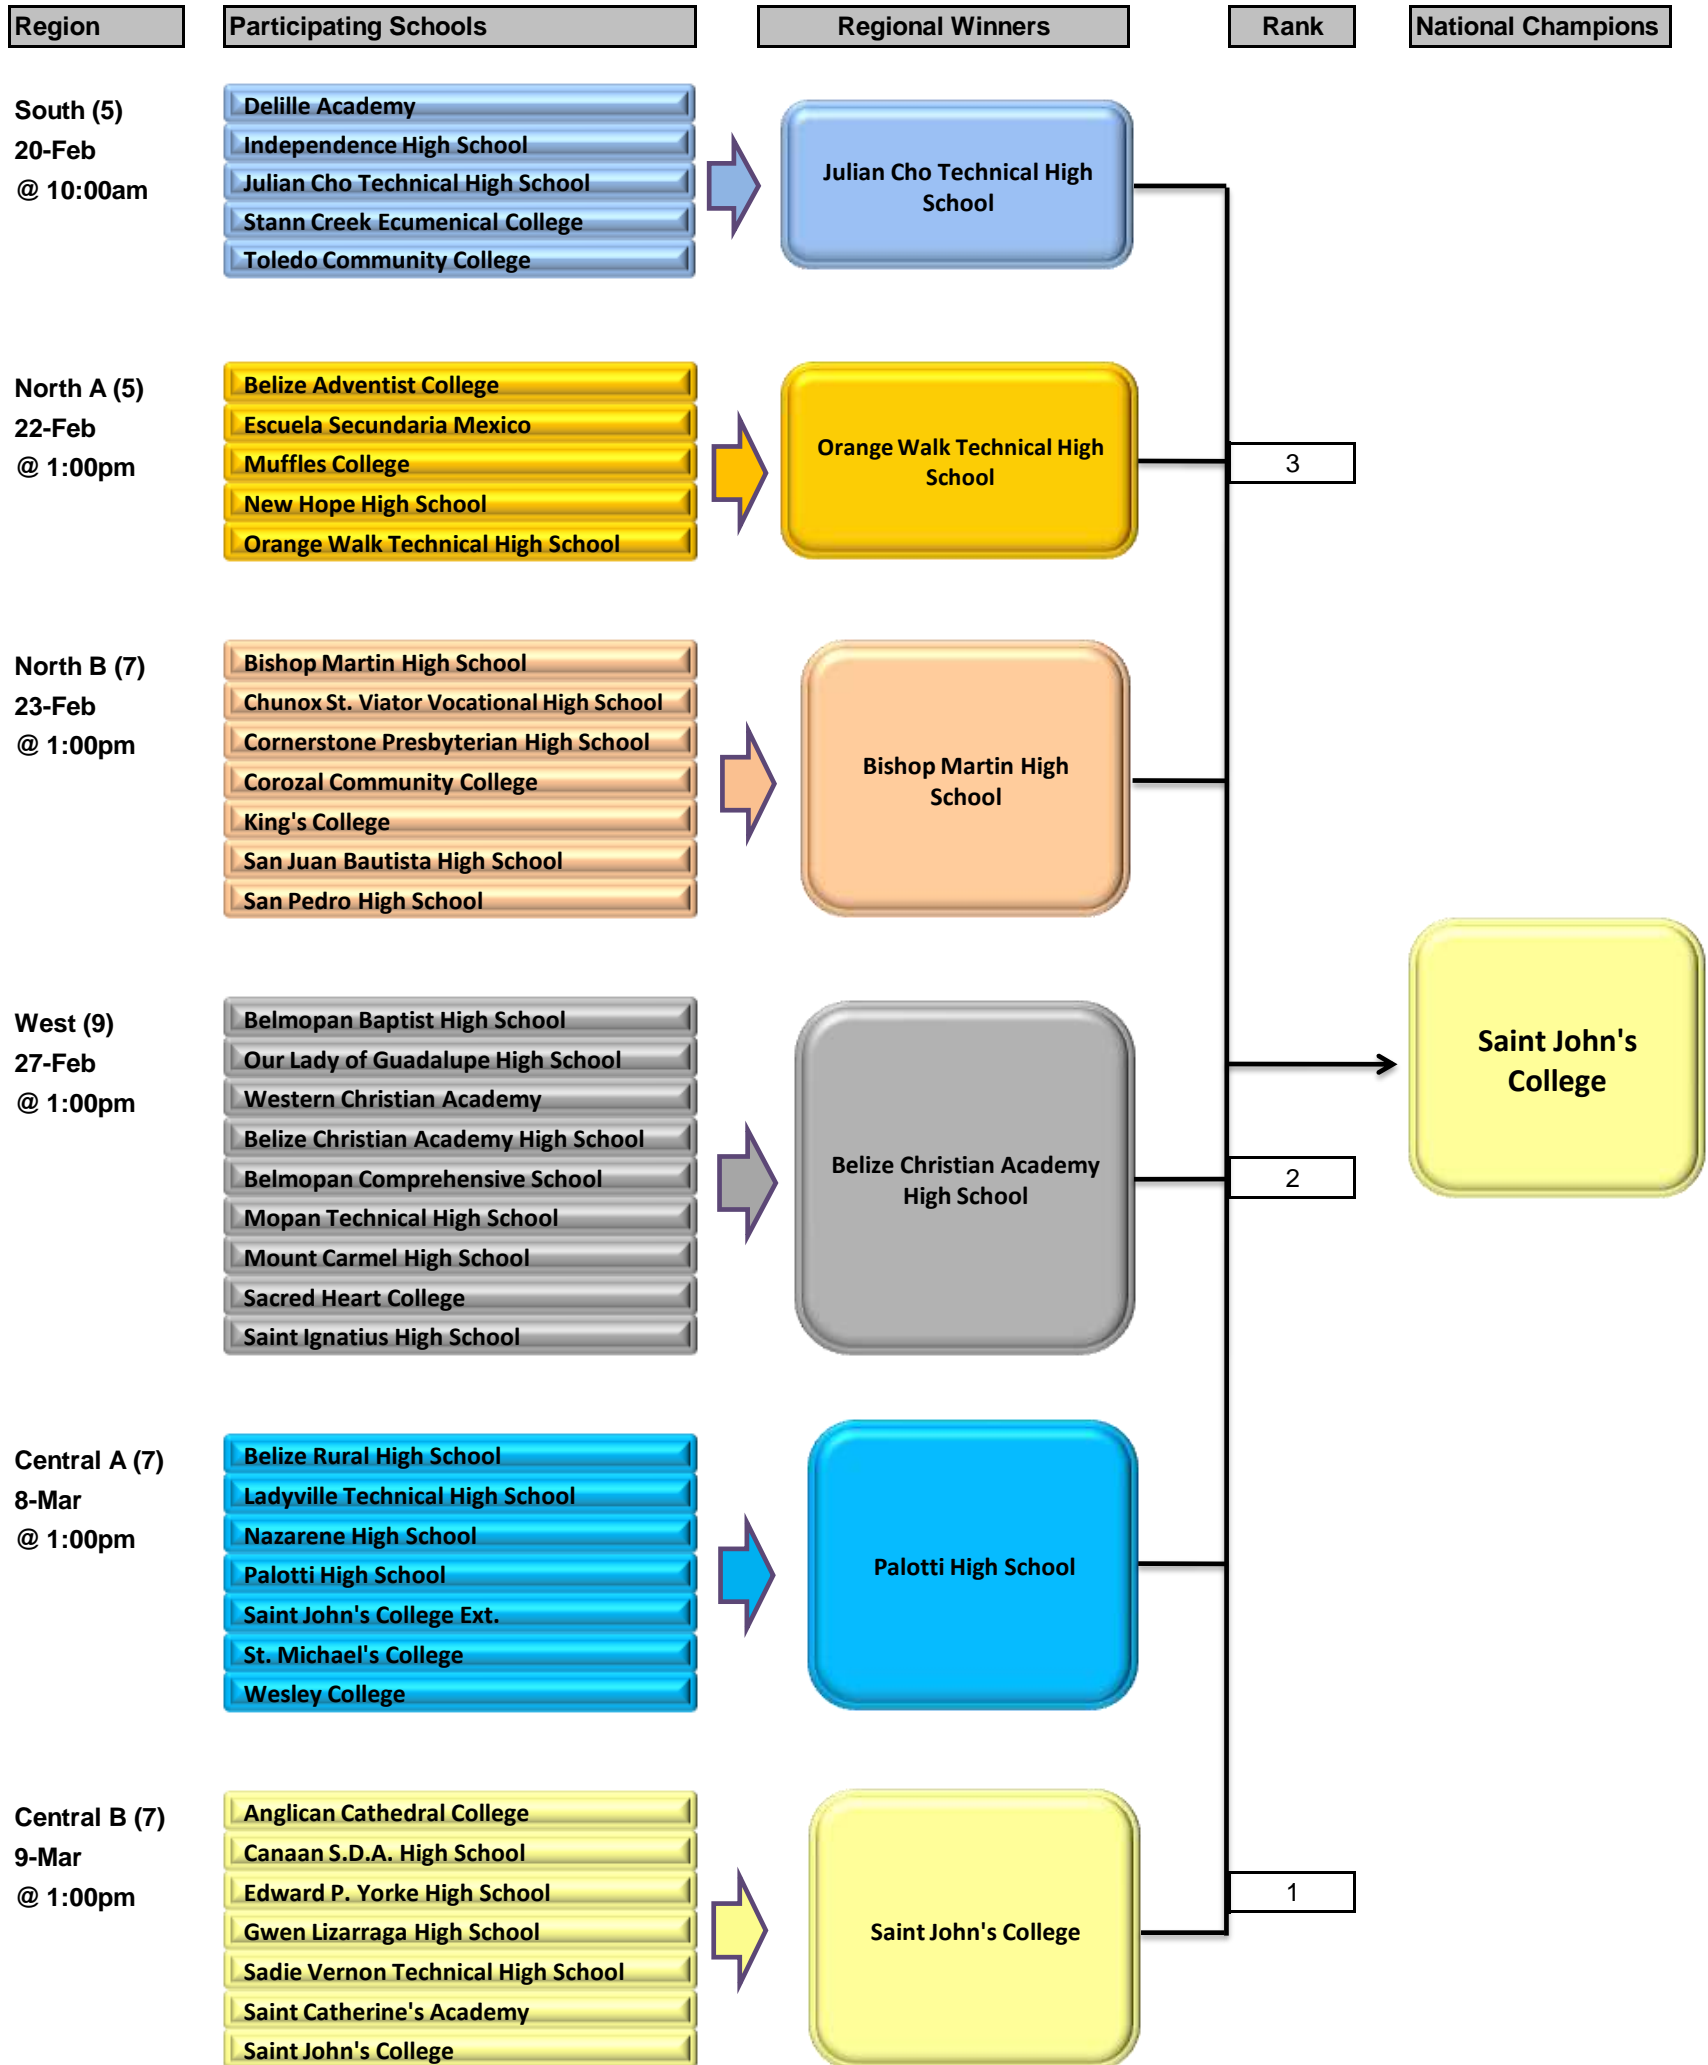 Region
Participating Schools
Regional Winners
Rank
National Champions
South (5)
20-Feb
@ 10:00am
Delille Academy
Independence High School
Julian Cho Technical High School
Stann Creek Ecumenical College
Toledo Community College
Julian Cho Technical High
School
North A (5)
22-Feb
@ 1:00pm
Belize Adventist College
Escuela Secundaria Mexico
Muffles College
New Hope High School
Orange Walk Technical High School
Orange Walk Technical High
School
3
North B (7)
23-Feb
@ 1:00pm
Bishop Martin High School
Chunox St. Viator Vocational High School
Cornerstone Presbyterian High School
Corozal Community College
King's College
San Juan Bautista High School
San Pedro High School
Bishop Martin High
School
West (9)
27-Feb
@ 1:00pm
Belmopan Baptist High School
Our Lady of Guadalupe High School
Western Christian Academy
Belize Christian Academy High School
Belmopan Comprehensive School
Mopan Technical High School
Mount Carmel High School
Sacred Heart College
Saint Ignatius High School
Belize Christian Academy
High School
2
Saint John's
College
Central A (7)
8-Mar
@ 1:00pm
Belize Rural High School
Ladyville Technical High School
Nazarene High School
Palotti High School
Saint John's College Ext.
St. Michael's College
Wesley College
Palotti High School
Central B (7)
9-Mar
@ 1:00pm
Anglican Cathedral College
Canaan S.D.A. High School
Edward P. Yorke High School
Gwen Lizarraga High School
Sadie Vernon Technical High School
Saint Catherine's Academy
Saint John's College
Saint John's College
1